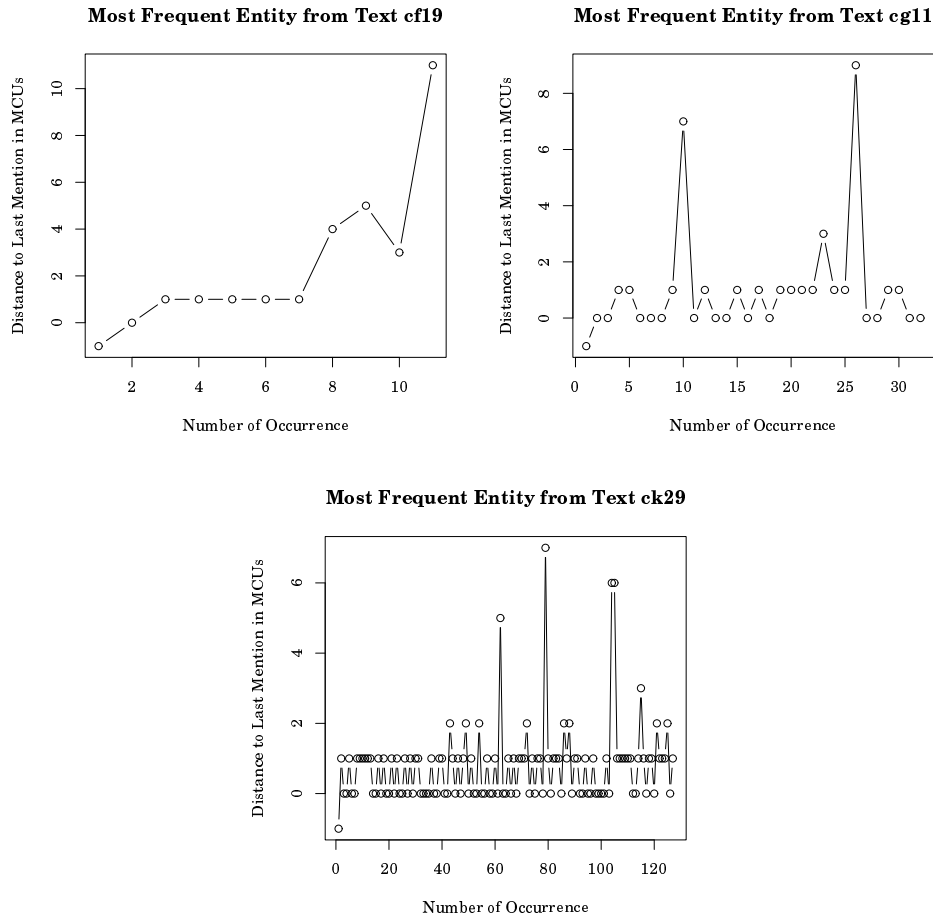 Most Frequent Entity from Text cf19
Distance to Last Mention in MCUs
10
8
6
4
2
0
2 4 6 8 10
Number of Occurrence
Most Frequent Entity from Text cg11
Distance to Last Mention in MCUs
8
6
4
2
0
0 5 10 15 20 25 30
Number of Occurrence
Most Frequent Entity from Text ck29
Distance to Last Mention in MCUs
6
4
2
0
0 20 40 60 80 100 120
Number of Occurrence